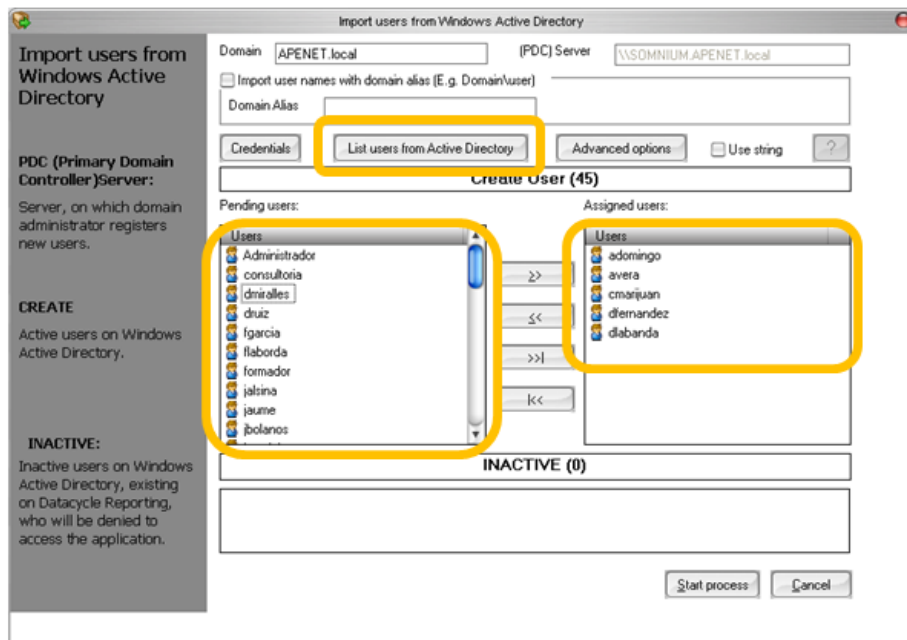 Import users from Windows Active Directory
Import users from
Windows Active
Directory
PDC (Primary Domain
Controller)Server:
Server, on which domain
administrator registers
new users.
CREATE
Active users on Windows
Active Directory.
INACTIVE:
Inactive users on Windows
Active Directory, existing
on Datacycle Reporting,
who will be denied to
access the application.
Domain APENET.local (PDC) Server \\SOMNIUM.APENET.local
Import user names with domain alias (E.g. Domain\user)
Domain Alias
Credentials List users from Active Directory Advanced options Use string ?
Create User (45)
Pending users: Assigned users:
Users
Administrador
consultoria
dmiralles
druiz
fgarcia
flaborda
formador
jalsina
jaume
jbolanos
>>
<<
>>|
|<<
Users
adomingo
avera
cmarijuan
dfernandez
dlabanda
INACTIVE (0)
Start process Cancel